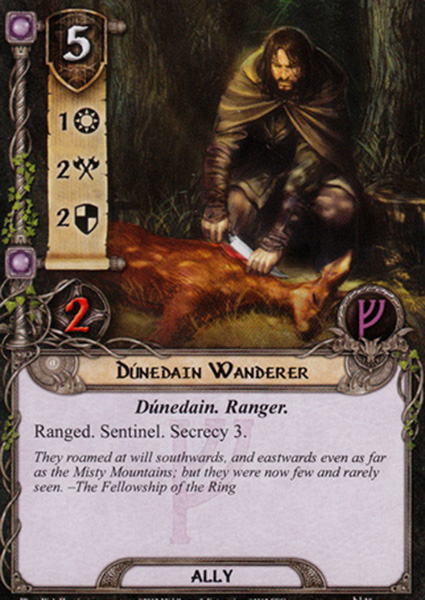 5
1
2
2
2
DÚNEDAIN WANDERER
Dúnedain. Ranger.
Ranged. Sentinel. Secrecy 3.
They roamed at will southwards, and eastwards even as far
as the Misty Mountains; but they were now few and rarely
seen. –The Fellowship of the Ring
ALLY